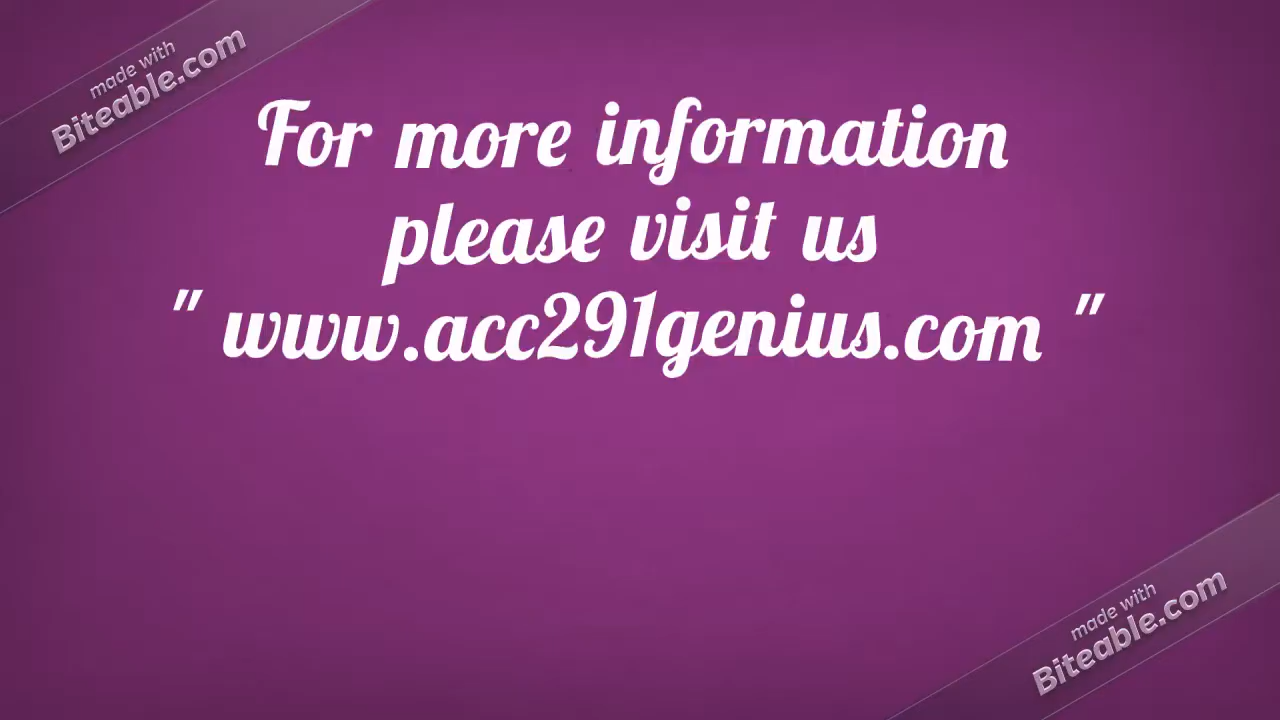 made with
Biteable.com
For more information
please visit us
" www.acc291genius.com "
made with
Biteable.com